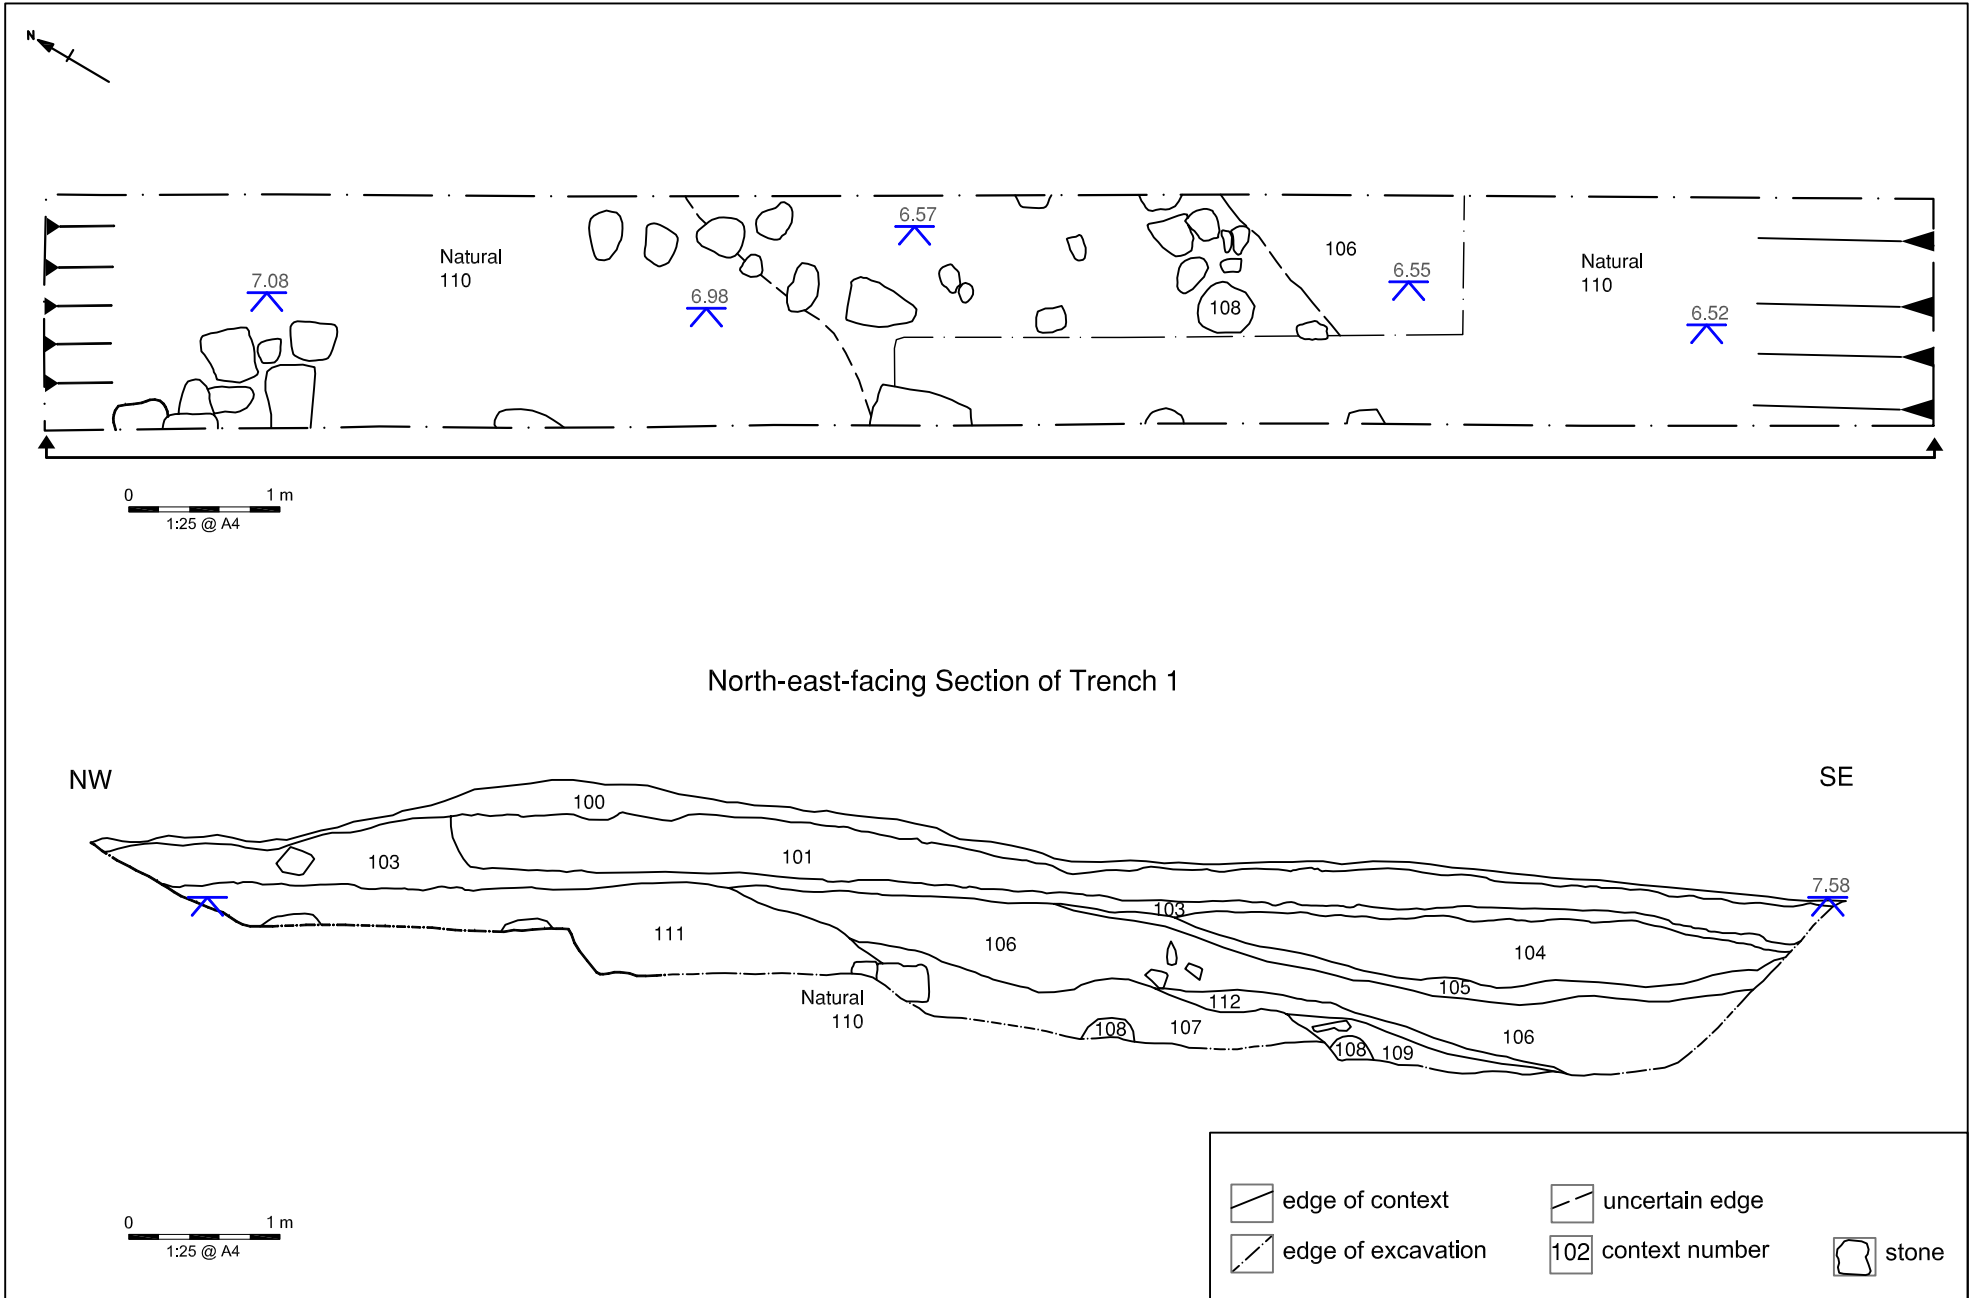 N
6.57
Natural
110
106
Natural
110
7.08
6.98
6.55
108
6.52
0 1 m
1:25 @ A4
North-east-facing Section of Trench 1
NW
SE
100
103
101
7.58
103
111
106
104
105
Natural
110
112
108
107
106
108
109
0 1 m
1:25 @ A4
edge of context
uncertain edge
edge of excavation
102 context number
stone